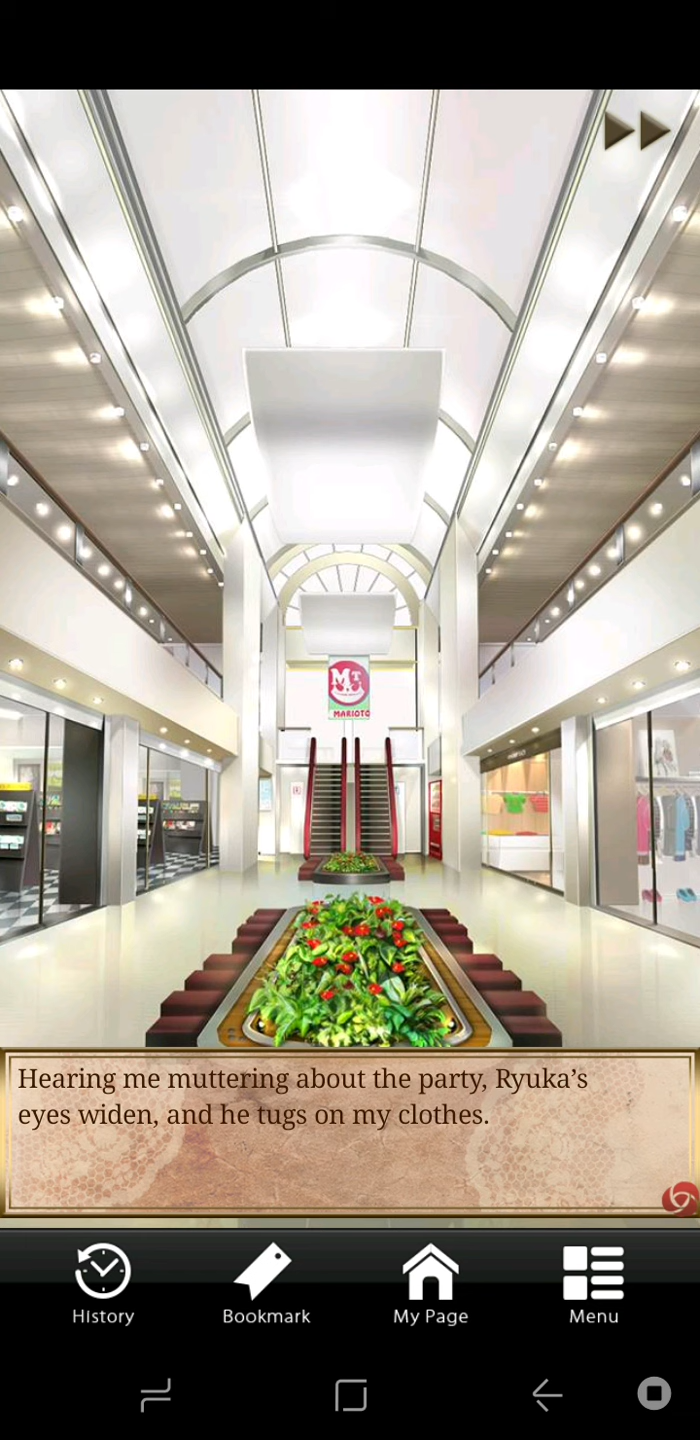 MTi
MARIOTO
Hearing me muttering about the party, Ryuka’s
eyes widen, and he tugs on my clothes.
History
Bookmark
My Page
Menu